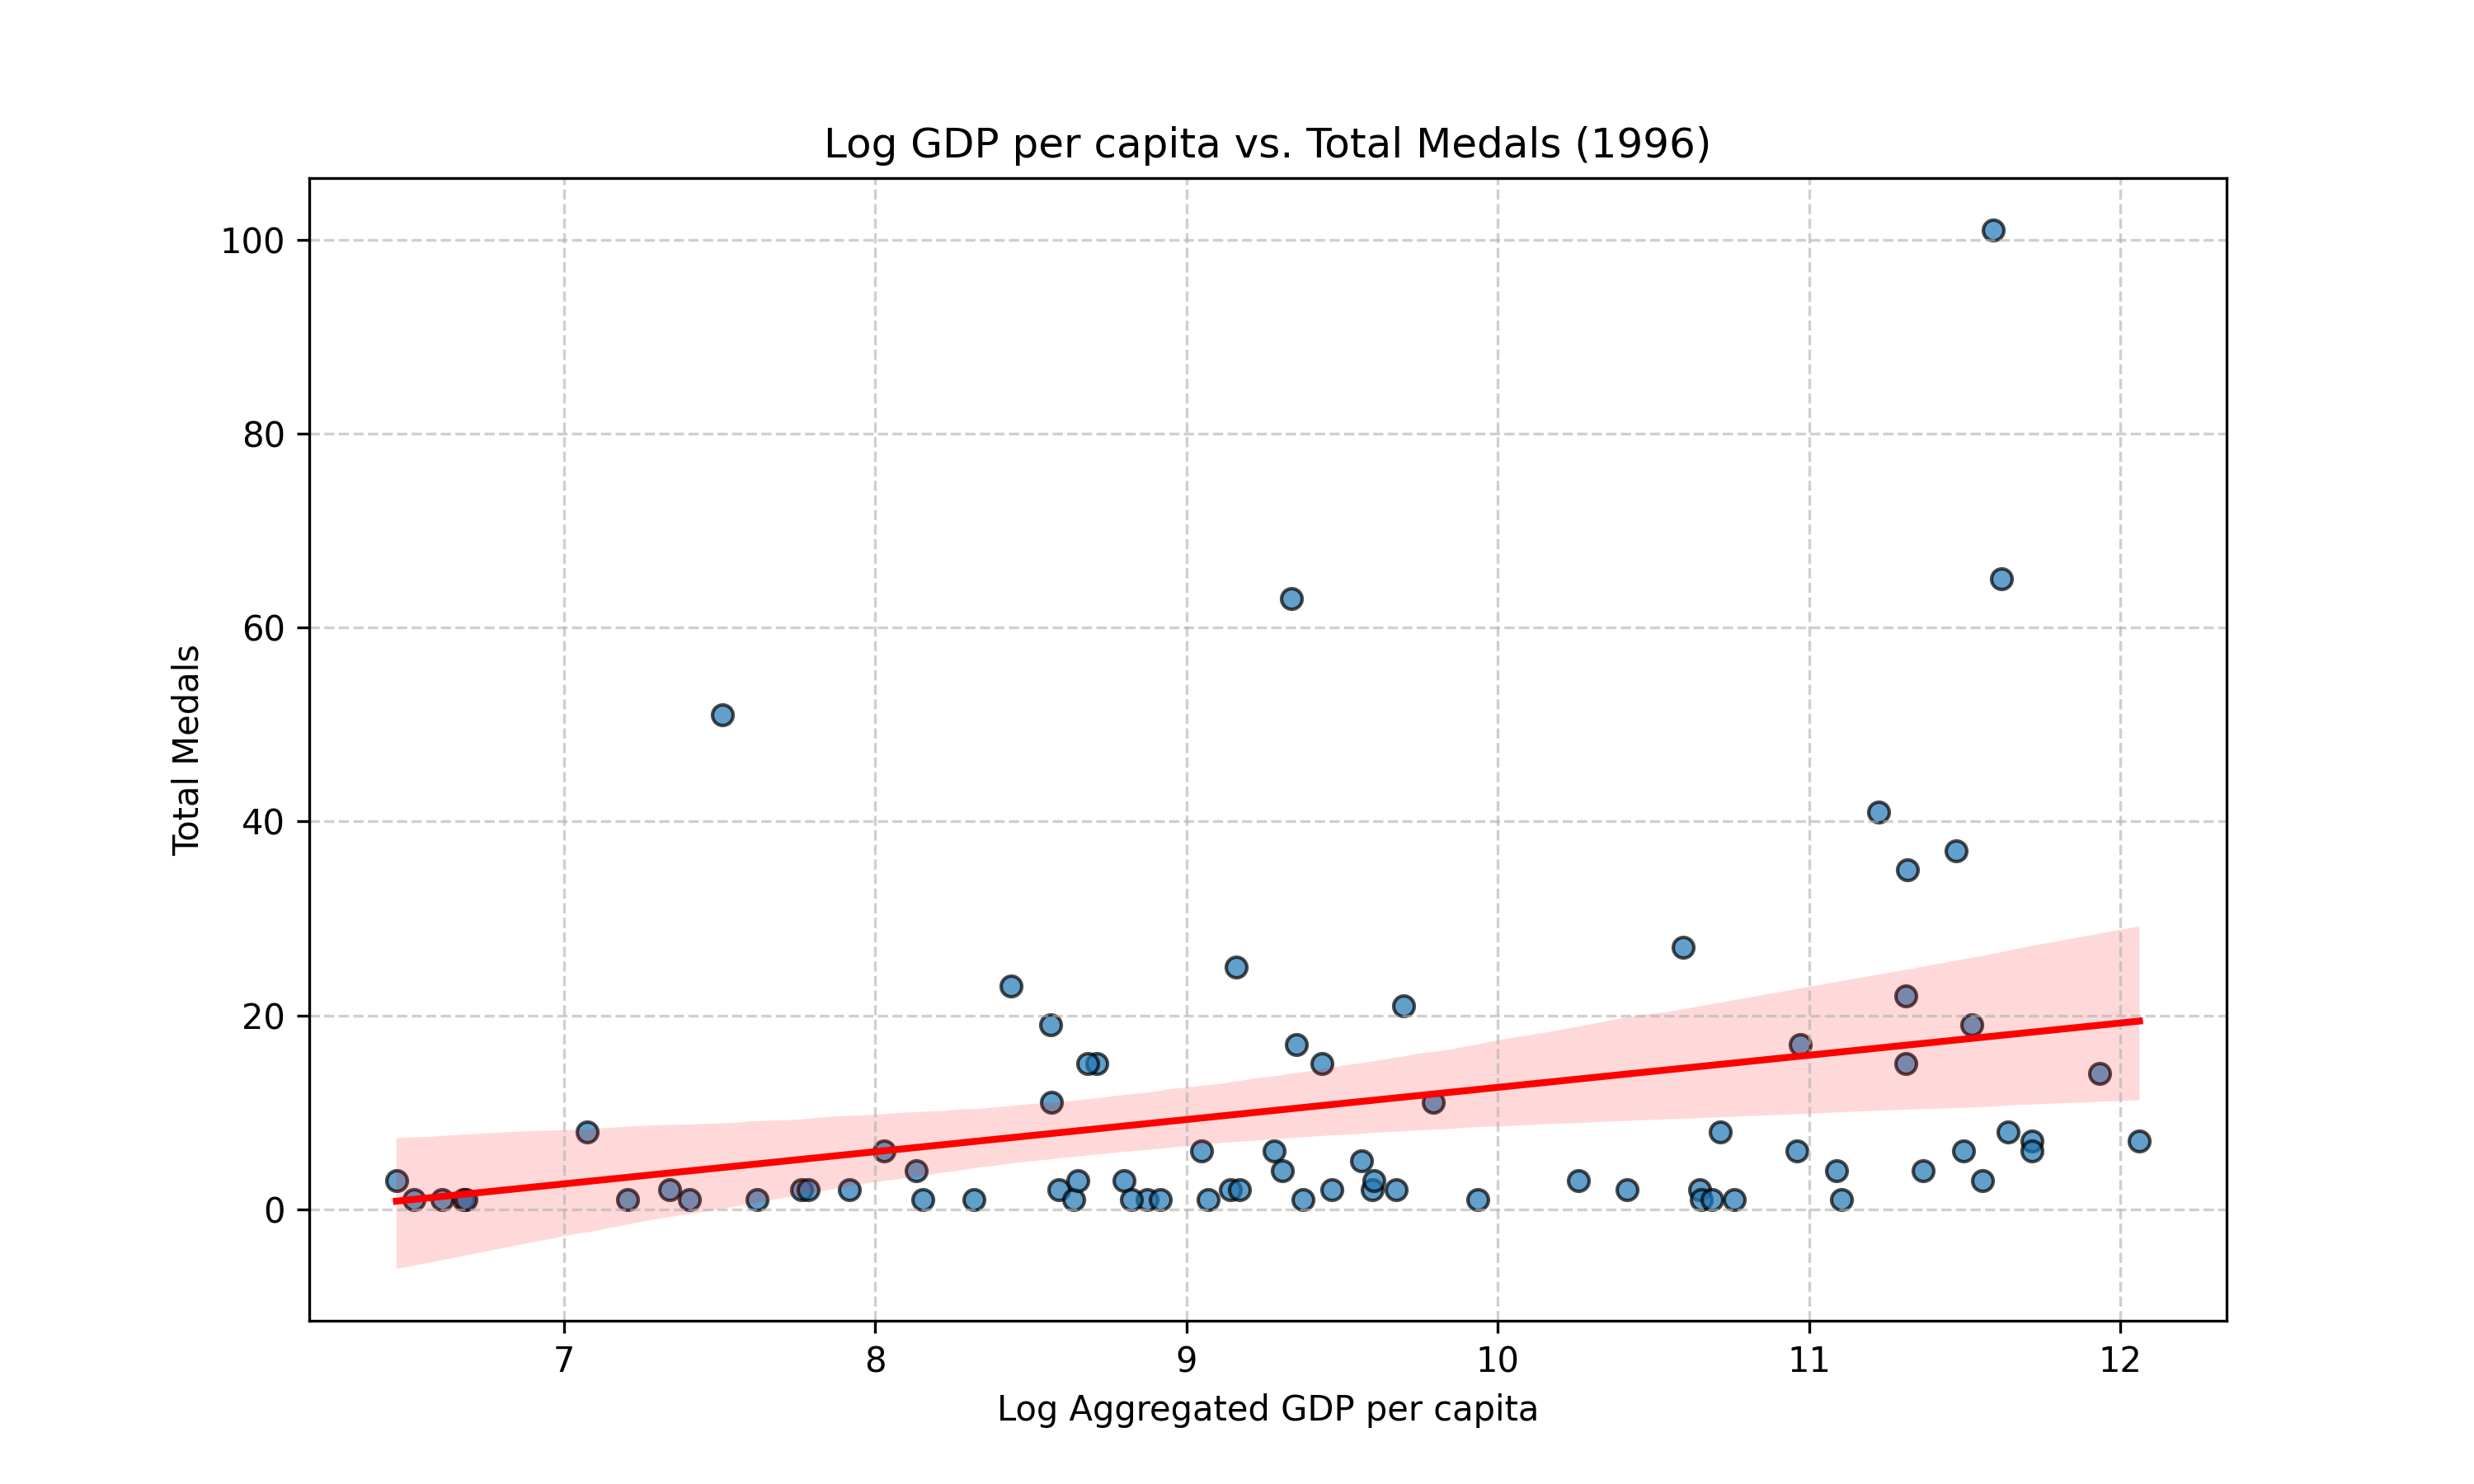 Log GDP per capita vs. Total Medals (1996)
100
80
60
40
20
0
Total Medals
7 8 9 10 11 12
Log Aggregated GDP per capita